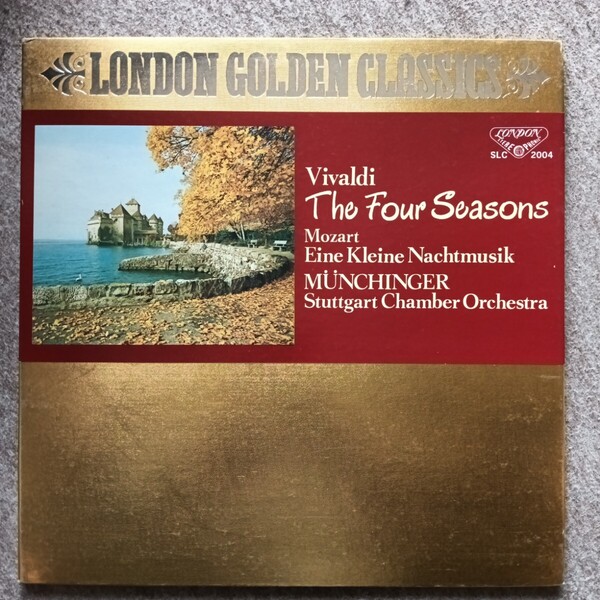 LONDON GOLDEN CLASSICS
LONDON
SLC 2004
Vivaldi
The Four Seasons
Mozart
Eine Kleine Nachtmusik
MÜNCHINGER
Stuttgart Chamber Orchestra